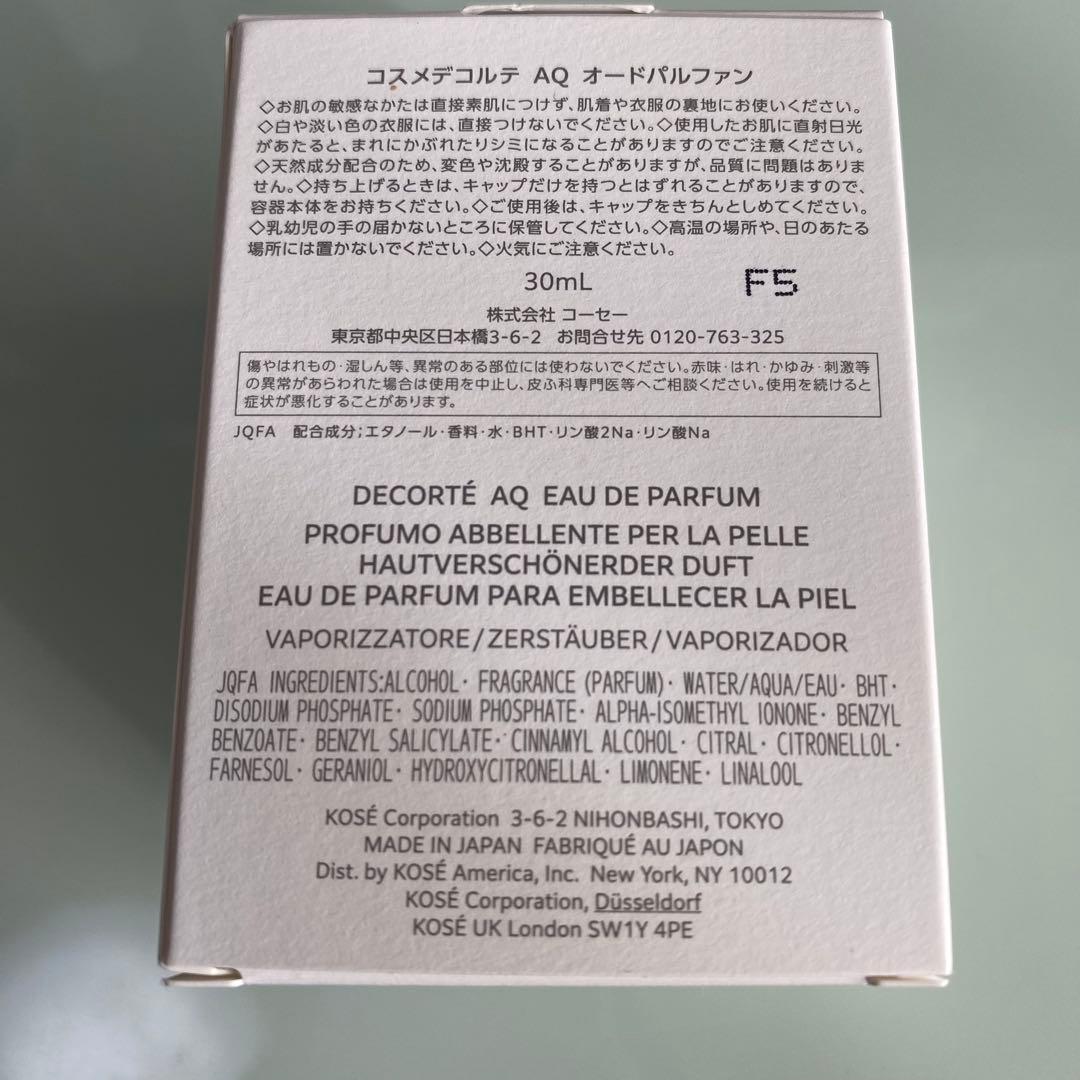 コスメデコルテ AQ オードパルファン
◇お肌の敏感なかたは直接素肌につけず、肌着や衣服の裏地にお使いください。
◇白や淡い色の衣服には、直接つけないでください。◇使用したお肌に直射日光
があたると、まれにかぶれたりシミになることがありますのでご注意ください。
◇天然成分配合のため、変色や沈殿することがありますが、品質に問題はありま
せん。◇持ち上げるときは、キャップだけを持つとはずれることがありますので、
容器本体をお持ちください。◇ご使用後は、キャップをきちんとしめてください。
◇乳幼児の手の届かないところに保管してください。◇高温の場所や、日のあたる
場所には置かないでください。◇火気にご注意ください。
30mL F5
株式会社 コーセー
東京都中央区日本橋3-6-2 お問合せ先 0120-763-325
傷やはれもの・湿しん等、異常のある部位には使わないでください。赤味・はれ・かゆみ・刺激等
の異常があらわれた場合は使用を中止し、皮ふ科専門医等へご相談ください。使用を続けると
症状が悪化することがあります。
JQFA 配合成分;エタノール・香料・水・BHT・リン酸2Na・リン酸Na
DECORTÉ AQ EAU DE PARFUM
PROFUMO ABBELLENTE PER LA PELLE
HAUTVERSCHÖNERDER DUFT
EAU DE PARFUM PARA EMBELLECER LA PIEL
VAPORIZZATORE/ZERSTÄUBER/VAPORIZADOR
JQFA INGREDIENTS:ALCOHOL・FRAGRANCE (PARFUM)・WATER/AQUA/EAU・BHT・
DISODIUM PHOSPHATE・SODIUM PHOSPHATE・ALPHA-ISOMETHYL IONONE・BENZYL
BENZOATE・BENZYL SALICYLATE・CINNAMYL ALCOHOL・CITRAL・CITRONELLOL・
FARNESOL・GERANIOL・HYDROXYCITRONELLAL・LIMONENE・LINALOOL
KOSÉ Corporation 3-6-2 NIHONBASHI, TOKYO
MADE IN JAPAN FABRIQUÉ AU JAPON
Dist. by KOSÉ America, Inc. New York, NY 10012
KOSÉ Corporation, Düsseldorf
KOSÉ UK London SW1Y 4PE